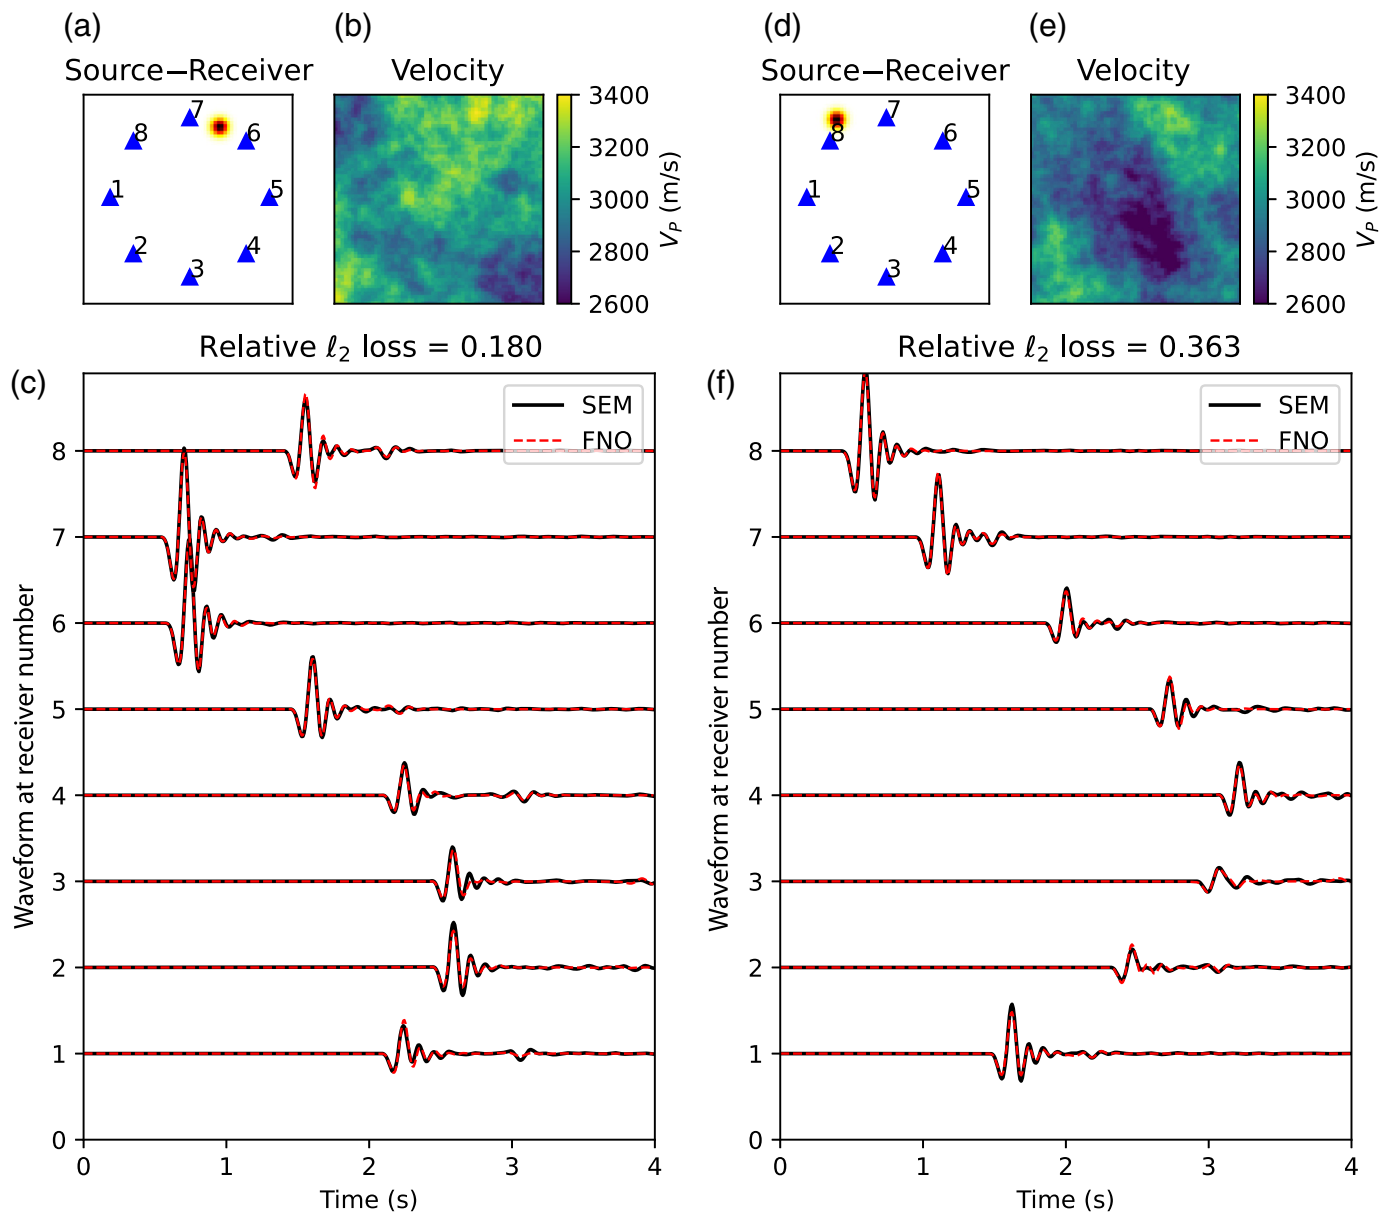 (a)
Source−Receiver
7
8
6
1
5
2
4
3
(b)
Velocity
3400
3200
3000
2800
2600
V_P (m/s)
(d)
Source−Receiver
7
8
6
1
5
2
4
3
(e)
Velocity
3400
3200
3000
2800
2600
V_P (m/s)
Relative ℓ₂ loss = 0.180
(c)
SEM
FNO
8
7
6
5
4
3
2
1
0
Waveform at receiver number
0 1 2 3 4
Time (s)
Relative ℓ₂ loss = 0.363
(f)
SEM
FNO
8
7
6
5
4
3
2
1
0
Waveform at receiver number
0 1 2 3 4
Time (s)